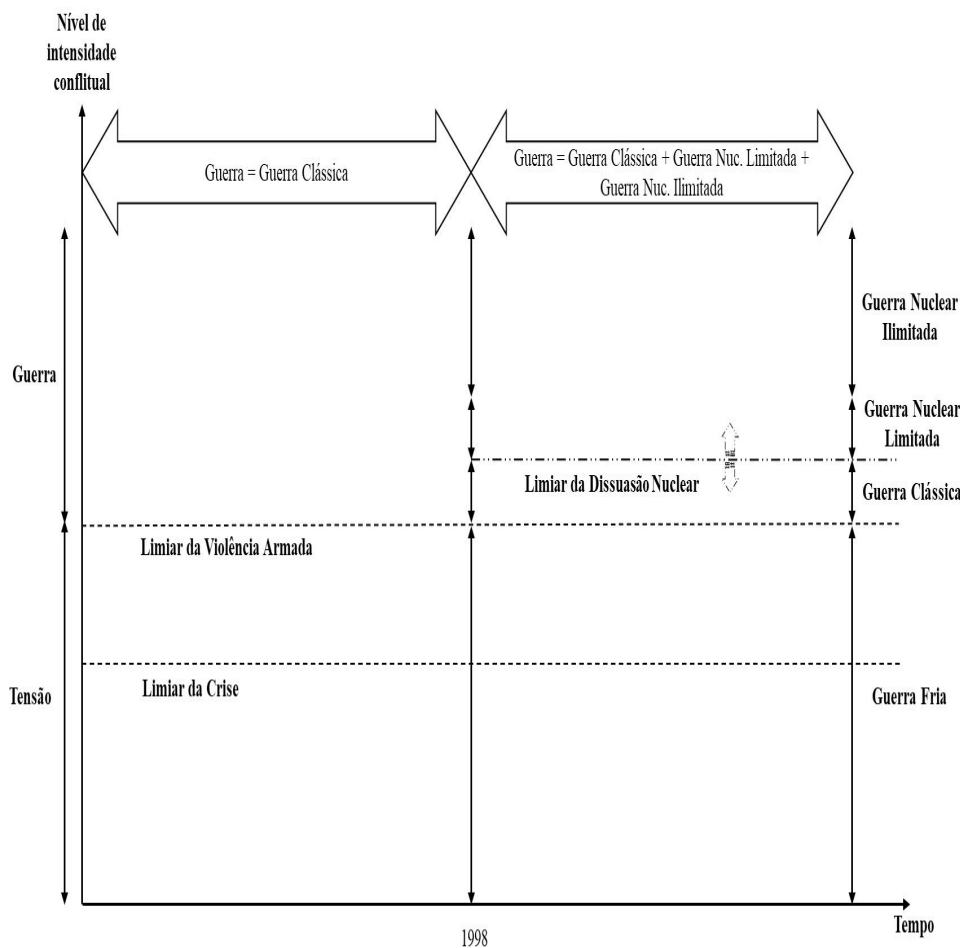 Nível de
intensidade
conflitual
Guerra = Guerra Clássica
Guerra = Guerra Clássica + Guerra Nuc. Limitada +
Guerra Nuc. Ilimitada
Guerra Nuclear
Ilimitada
Guerra
Guerra Nuclear
Limitada
Limiar da Dissuasão Nuclear
Guerra Clássica
Limiar da Violência Armada
Limiar da Crise
Tensão
Guerra Fria
Tempo
1998